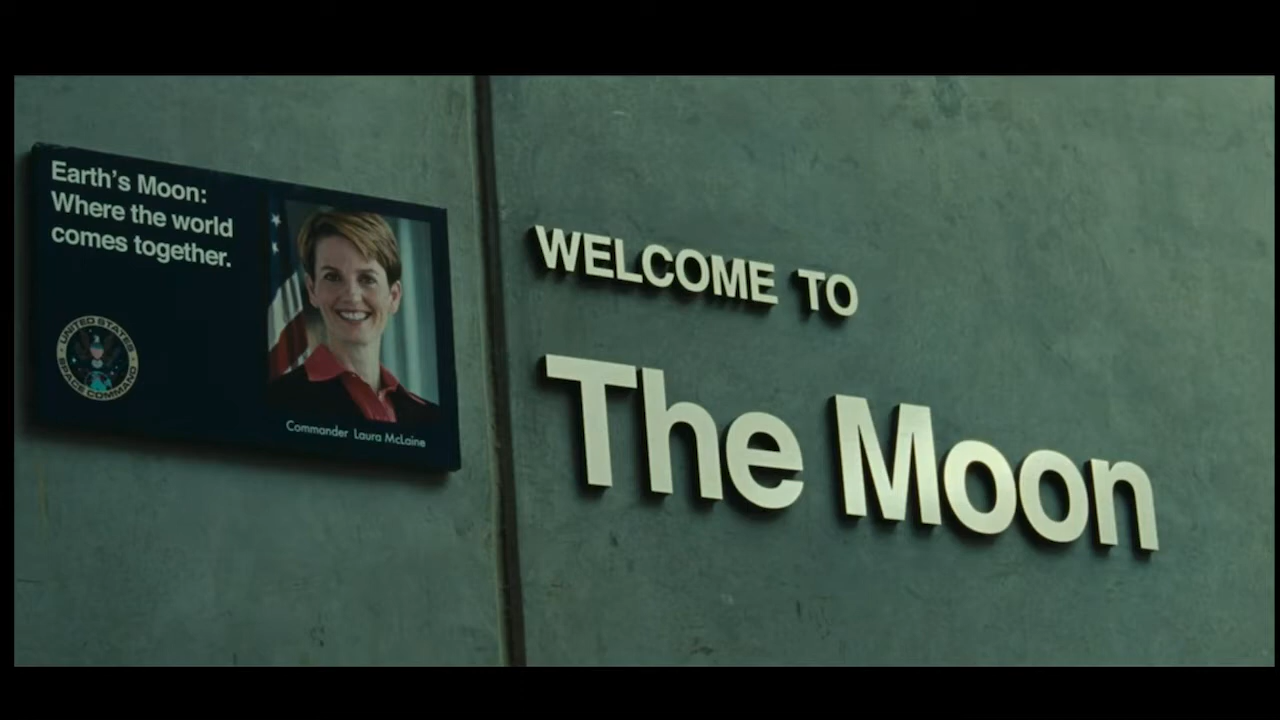 Earth's Moon:
Where the world
comes together.
UNITED STATES
SPACE COMMAND
Commander Laura McLaine
WELCOME TO
The Moon